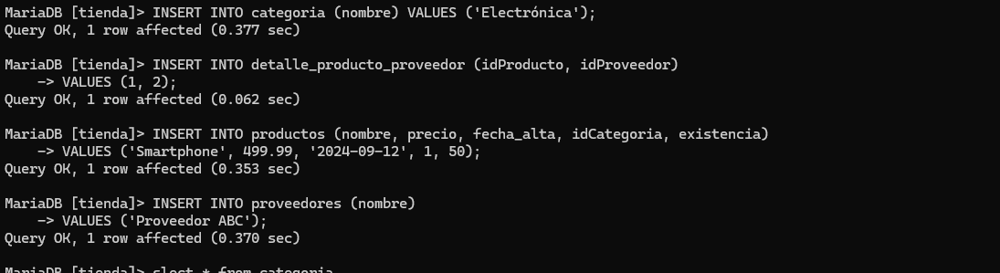 MariaDB [tienda]> INSERT INTO categoria (nombre) VALUES ('Electrónica');
Query OK, 1 row affected (0.377 sec)
MariaDB [tienda]> INSERT INTO detalle_producto_proveedor (idProducto, idProveedor)
    -> VALUES (1, 2);
Query OK, 1 row affected (0.062 sec)
MariaDB [tienda]> INSERT INTO productos (nombre, precio, fecha_alta, idCategoria, existencia)
    -> VALUES ('Smartphone', 499.99, '2024-09-12', 1, 50);
Query OK, 1 row affected (0.353 sec)
MariaDB [tienda]> INSERT INTO proveedores (nombre)
    -> VALUES ('Proveedor ABC');
Query OK, 1 row affected (0.370 sec)
MariaDB [tienda]> slect * from categoria